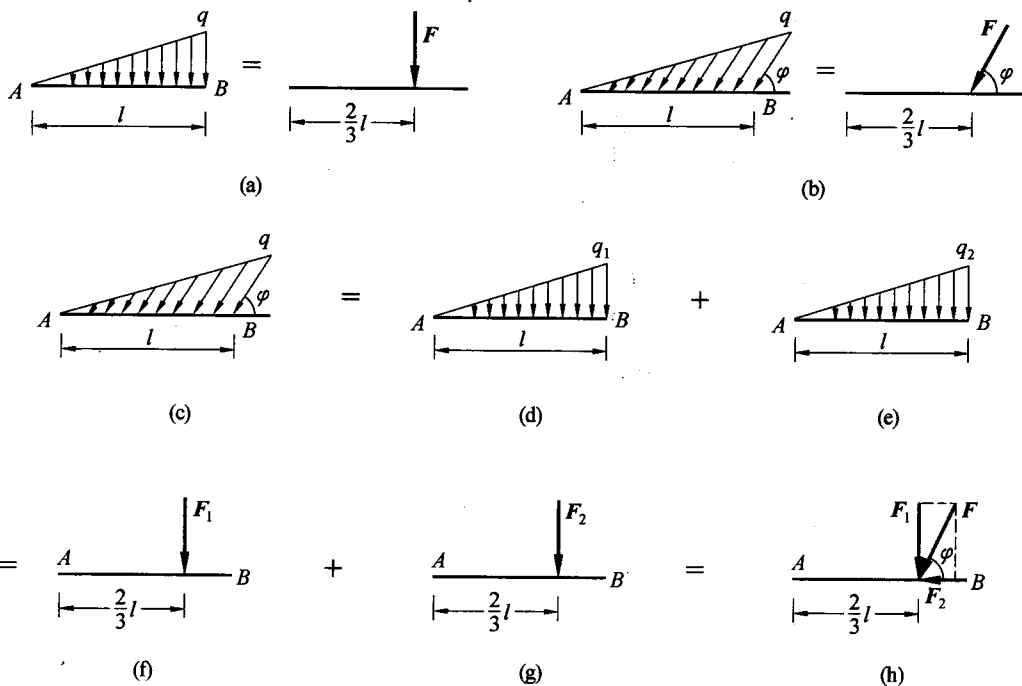 q F q F
A B = A φ B = φ
l 2/3 l l 2/3 l
(a) (b)
q q₁ q₂
A φ B = A B + A B
l l l
(c) (d) (e)
F₁ F₂ F₁ F
= A B + A B = A φ B
F₂
2/3 l 2/3 l 2/3 l
(f) (g) (h)